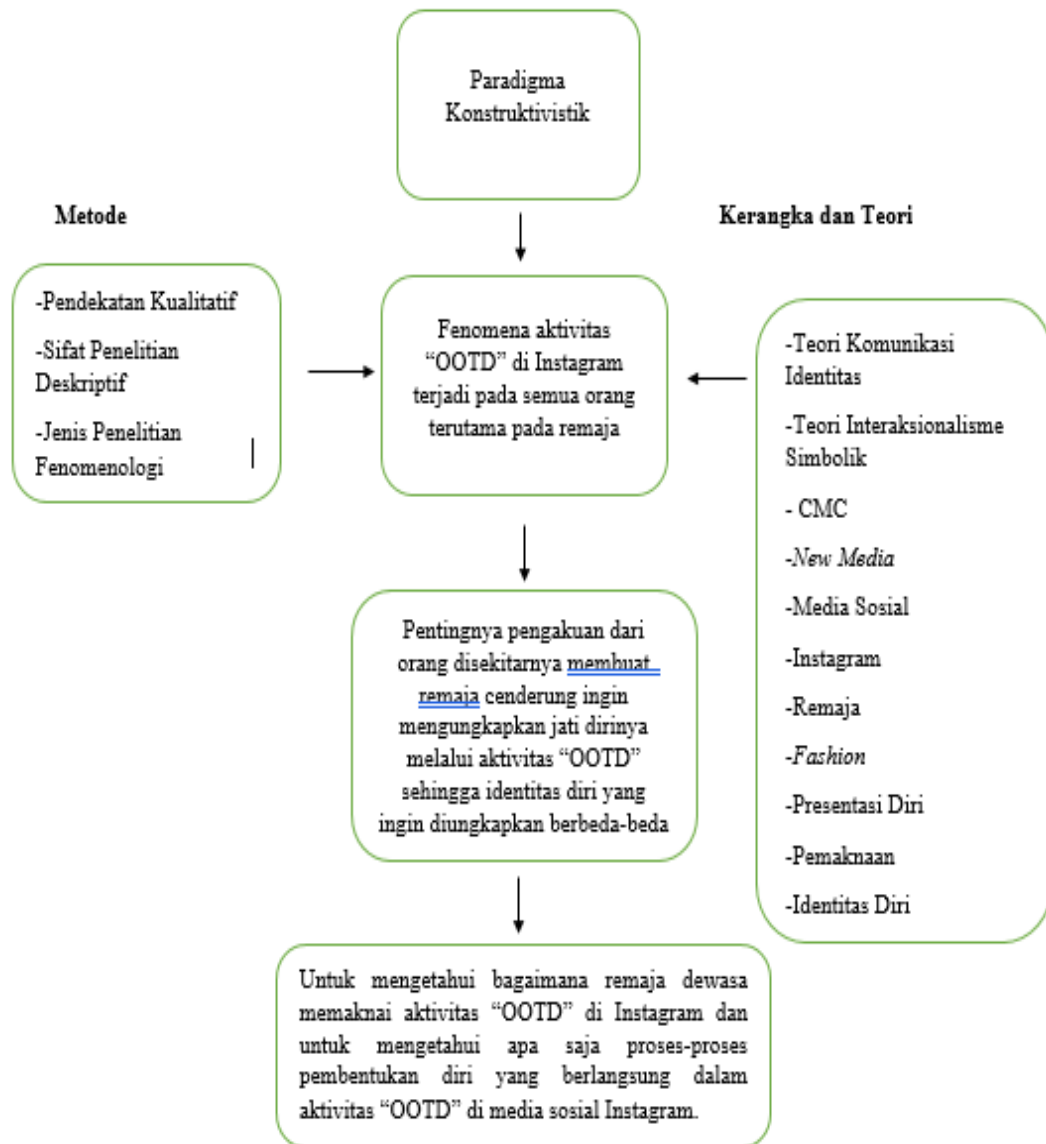 Paradigma
Konstruktivistik
Metode
Kerangka dan Teori
-Pendekatan Kualitatif
-Sifat Penelitian
Deskriptif
-Jenis Penelitian
Fenomenologi
Fenomena aktivitas
“OOTD” di Instagram
terjadi pada semua orang
terutama pada remaja
-Teori Komunikasi
Identitas
-Teori Interaksionalisme
Simbolik
- CMC
-New Media
-Media Sosial
-Instagram
-Remaja
-Fashion
-Presentasi Diri
-Pemaknaan
-Identitas Diri
Pentingnya pengakuan dari
orang disekitarnya membuat
remaja cenderung ingin
mengungkapkan jati dirinya
melalui aktivitas “OOTD”
sehingga identitas diri yang
ingin diungkapkan berbeda-beda
Untuk mengetahui bagaimana remaja dewasa
memaknai aktivitas “OOTD” di Instagram dan
untuk mengetahui apa saja proses-proses
pembentukan diri yang berlangsung dalam
aktivitas “OOTD” di media sosial Instagram.